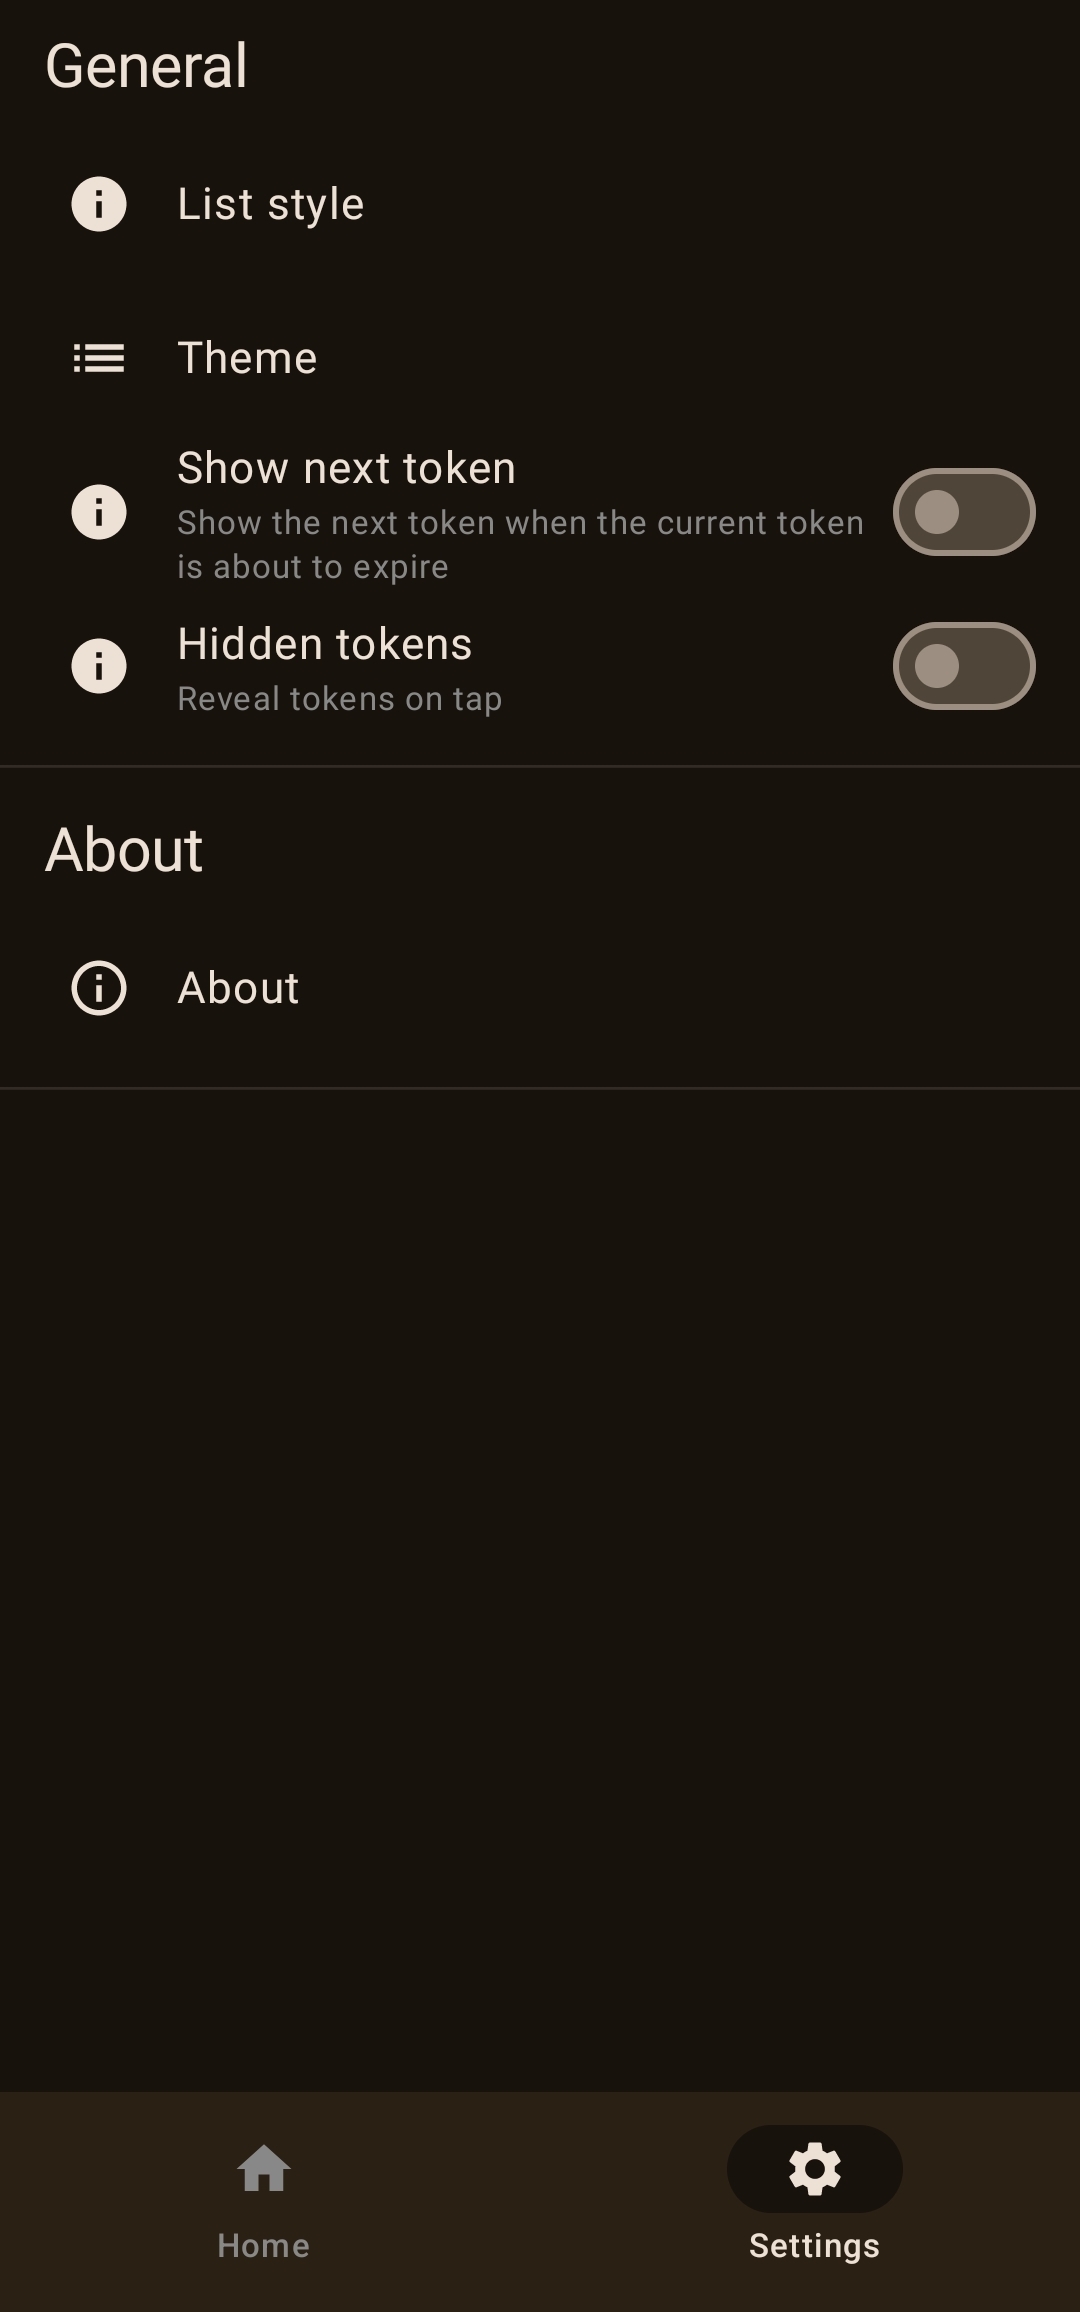 General
List style
Theme
Show next token
Show the next token when the current token
is about to expire
Hidden tokens
Reveal tokens on tap
About
About
Home
Settings